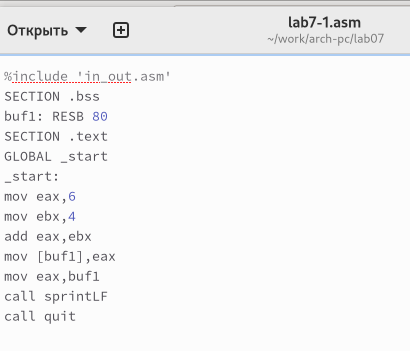 Открыть
lab7-1.asm
~/work/arch-pc/lab07
%include 'in_out.asm'
SECTION .bss
buf1: RESB 80
SECTION .text
GLOBAL _start
_start:
mov eax,6
mov ebx,4
add eax,ebx
mov [buf1],eax
mov eax,buf1
call sprintLF
call quit